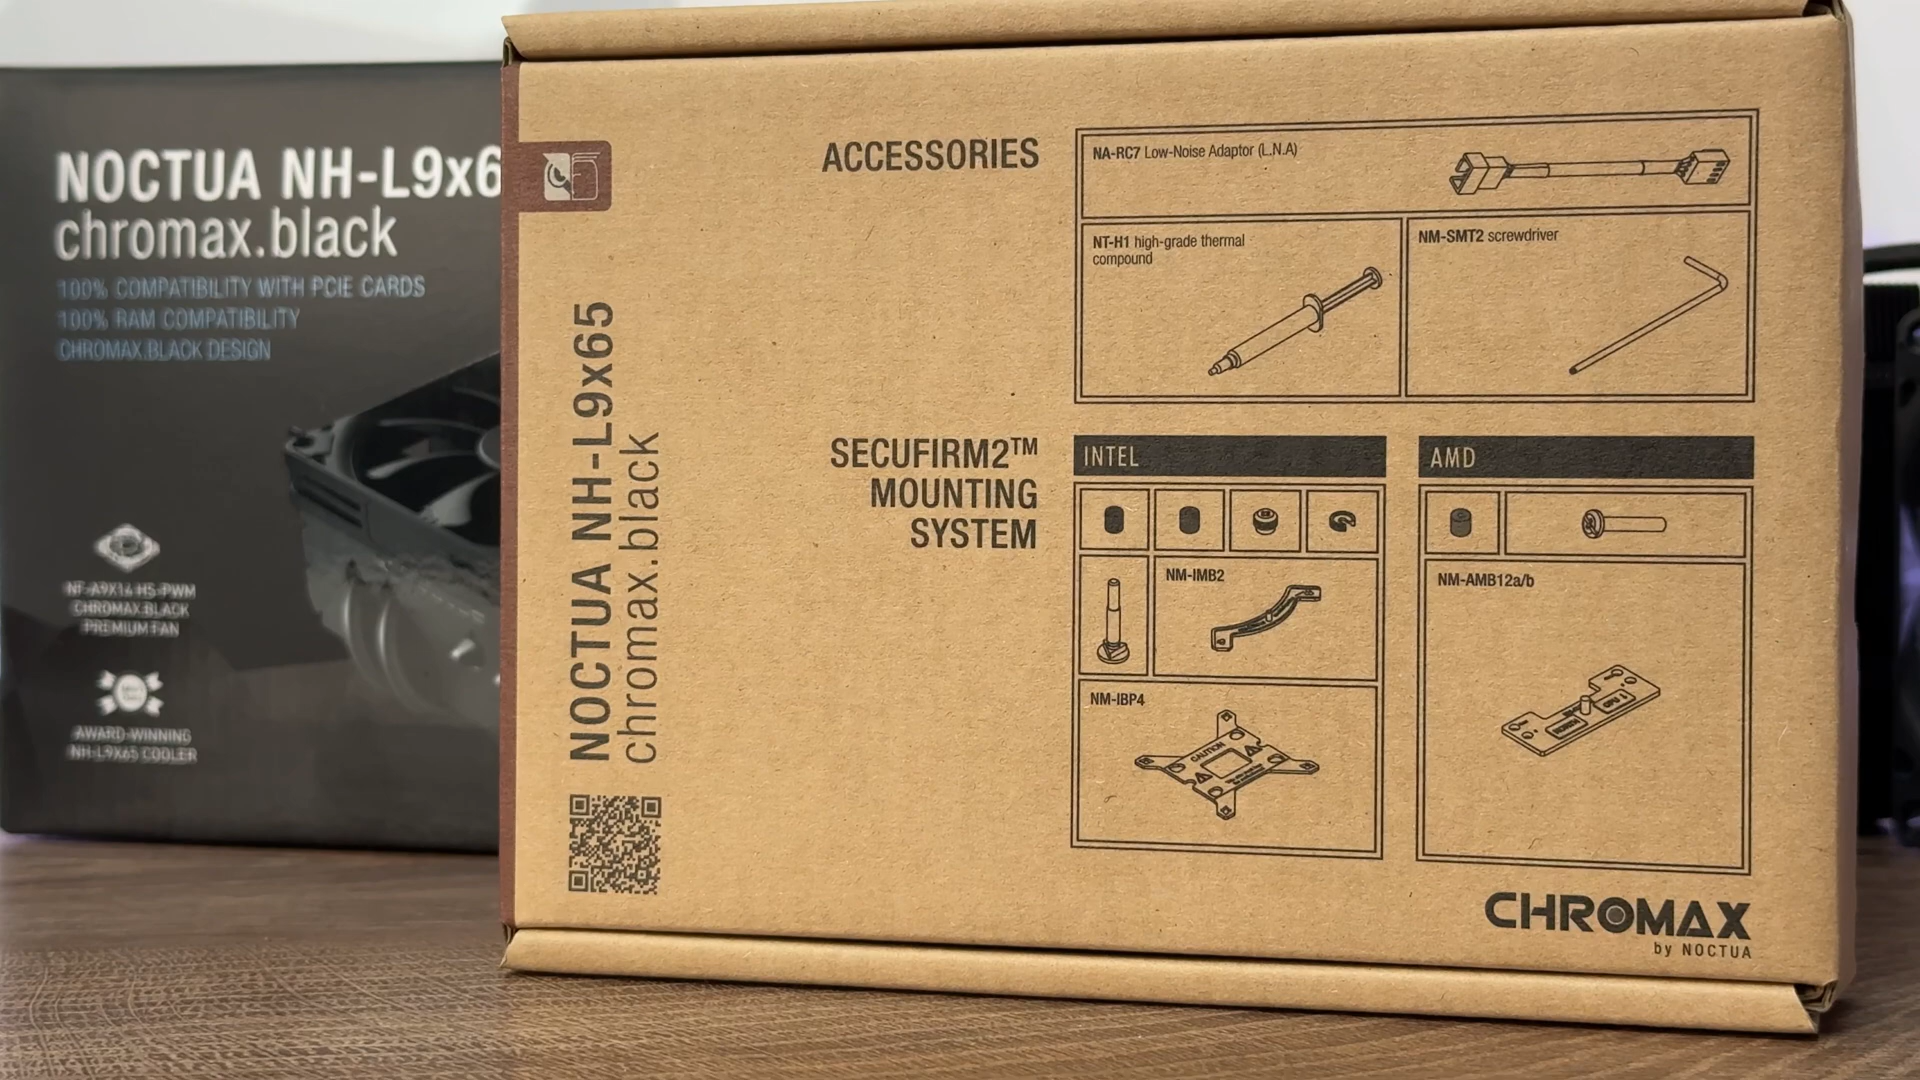 NOCTUA NH-L9x6
chromax.black
100% COMPATIBILITY WITH PCIE CARDS
100% RAM COMPATIBILITY
CHROMAX.BLACK DESIGN
NF-A9X14 HS-PWM
CHROMAX.BLACK
PREMIUM FAN
AWARD-WINNING
NH-L9X65 COOLER
NOCTUA NH-L9x65
chromax.black
ACCESSORIES
NA-RC7 Low-Noise Adaptor (L.N.A)
NT-H1 high-grade thermal
compound
NM-SMT2 screwdriver
SECUFIRM2™
MOUNTING
SYSTEM
INTEL
NM-IMB2
NM-IBP4
CAUTION
AMD
NM-AMB12a/b
CHROMAX
by NOCTUA